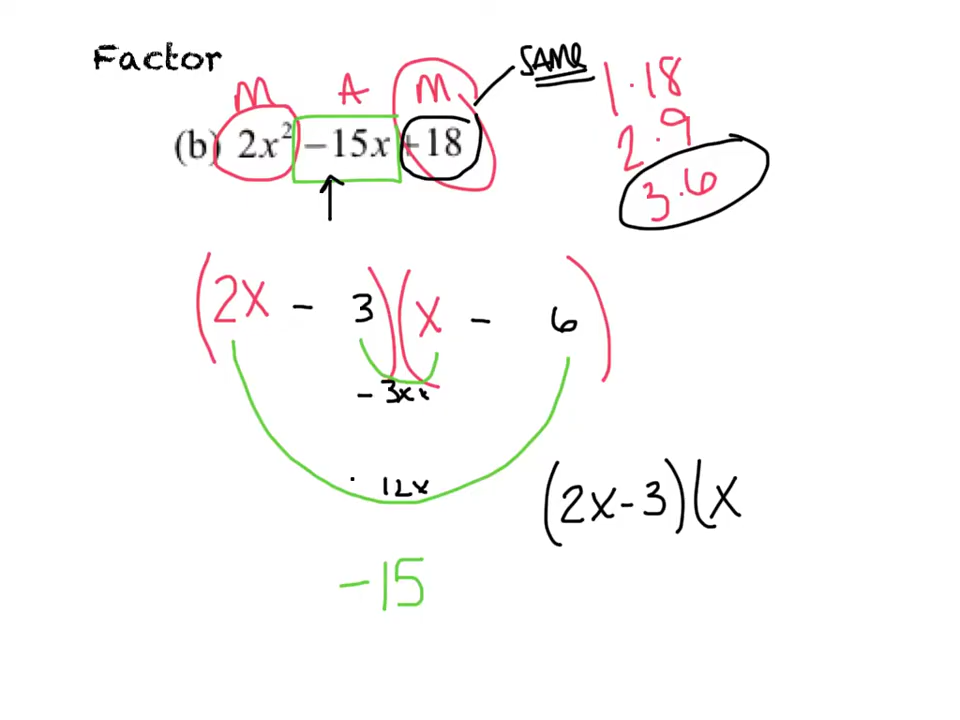 Factor
SAME
M A M
1·18
(b) 2x² −15x +18
2·9
3·6
(2x - 3)(x - 6)
- 3x
12x
(2x-3)(x
-15